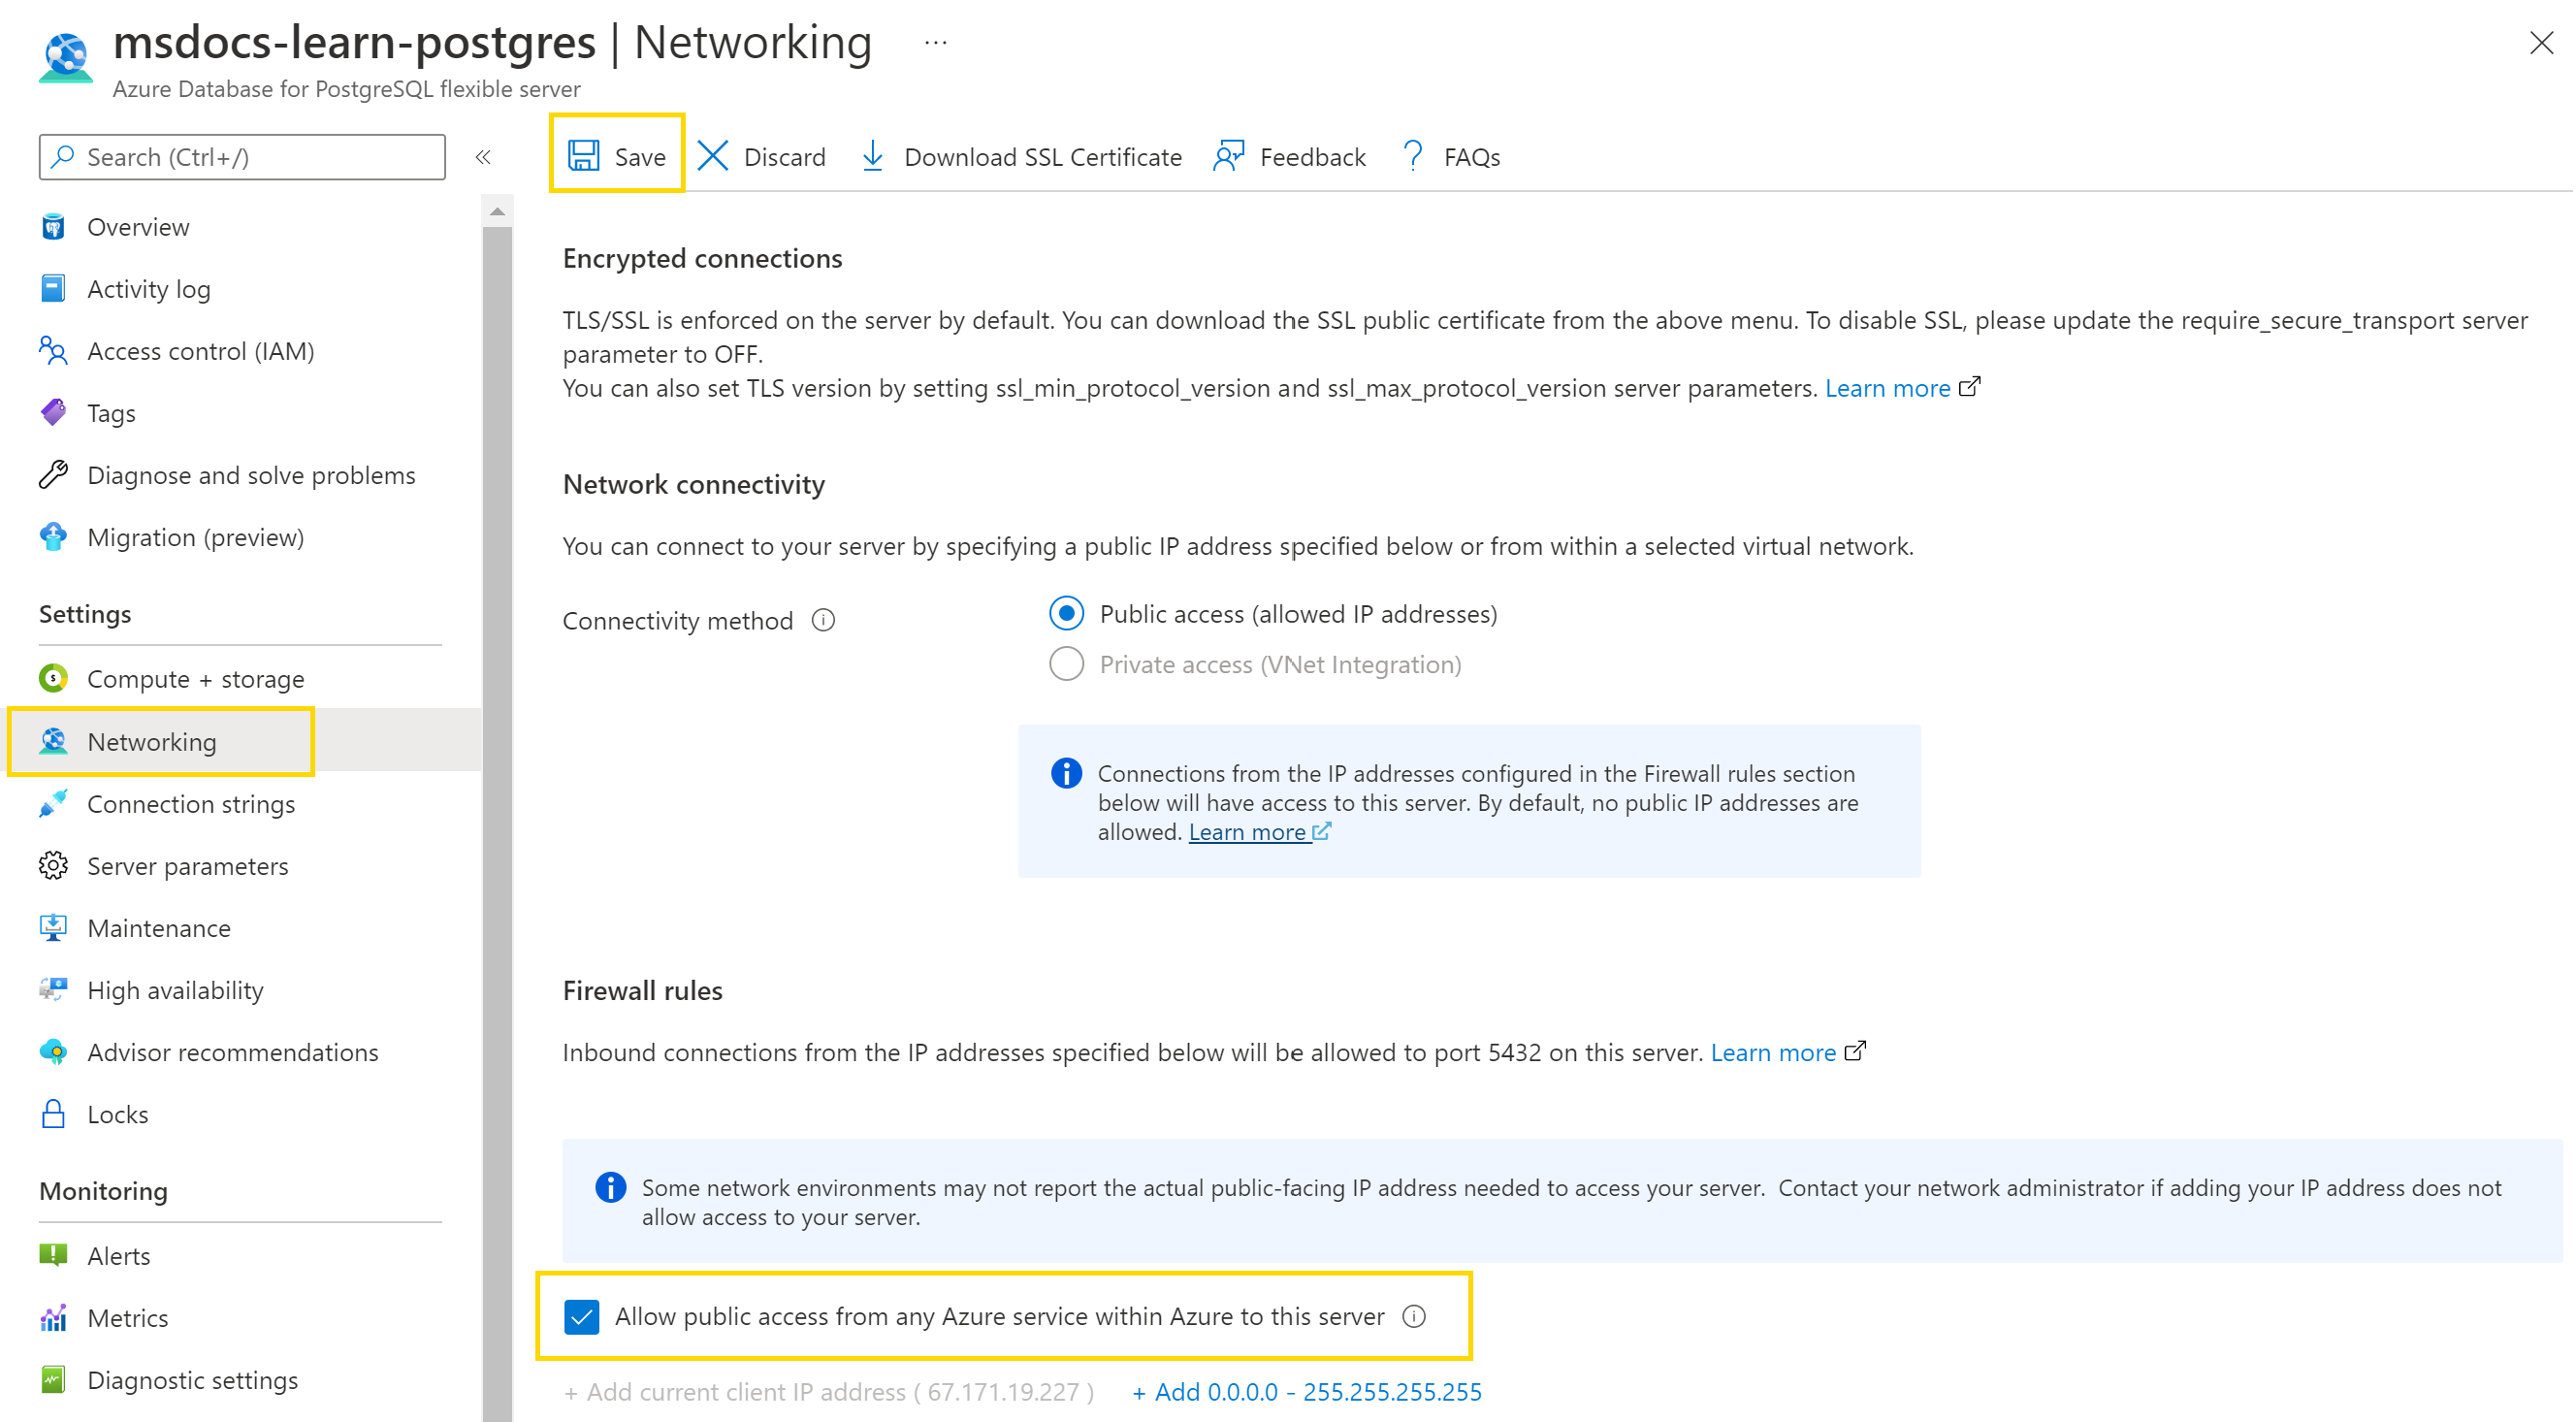 msdocs-learn-postgres | Networking ...
Azure Database for PostgreSQL flexible server
Search (Ctrl+/)
«
Overview
Activity log
Access control (IAM)
Tags
Diagnose and solve problems
Migration (preview)
Settings
Compute + storage
Networking
Connection strings
Server parameters
Maintenance
High availability
Advisor recommendations
Locks
Monitoring
Alerts
Metrics
Diagnostic settings
Save
Discard
Download SSL Certificate
Feedback
FAQs
Encrypted connections
TLS/SSL is enforced on the server by default. You can download the SSL public certificate from the above menu. To disable SSL, please update the require_secure_transport server
parameter to OFF.
You can also set TLS version by setting ssl_min_protocol_version and ssl_max_protocol_version server parameters. Learn more
Network connectivity
You can connect to your server by specifying a public IP address specified below or from within a selected virtual network.
Connectivity method
Public access (allowed IP addresses)
Private access (VNet Integration)
Connections from the IP addresses configured in the Firewall rules section
below will have access to this server. By default, no public IP addresses are
allowed. Learn more
Firewall rules
Inbound connections from the IP addresses specified below will be allowed to port 5432 on this server. Learn more
Some network environments may not report the actual public-facing IP address needed to access your server. Contact your network administrator if adding your IP address does not
allow access to your server.
Allow public access from any Azure service within Azure to this server
+ Add current client IP address ( 67.171.19.227 )
+ Add 0.0.0.0 - 255.255.255.255